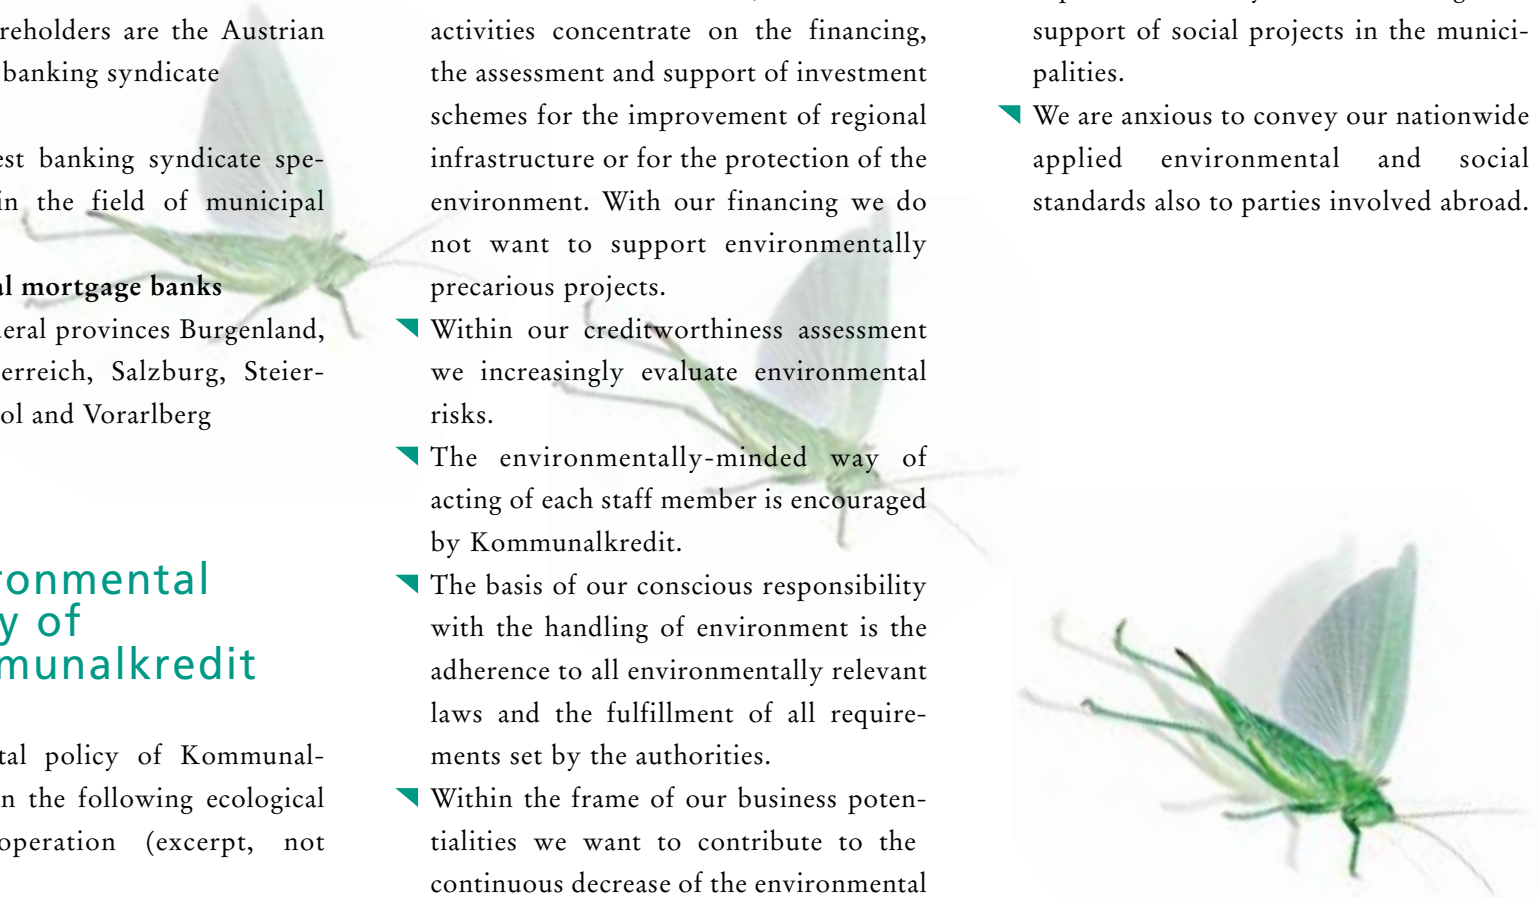 reholders are the Austrian
banking syndicate
est banking syndicate spe-
in the field of municipal
al mortgage banks
eral provinces Burgenland,
erreich, Salzburg, Steier-
ol and Vorarlberg
ronmental
y of
munalkredit
tal policy of Kommunal-
n the following ecological
operation (excerpt, not
activities concentrate on the financing,
the assessment and support of investment
schemes for the improvement of regional
infrastructure or for the protection of the
environment. With our financing we do
not want to support environmentally
precarious projects.
Within our creditworthiness assessment
we increasingly evaluate environmental
risks.
The environmentally-minded way of
acting of each staff member is encouraged
by Kommunalkredit.
The basis of our conscious responsibility
with the handling of environment is the
adherence to all environmentally relevant
laws and the fulfillment of all require-
ments set by the authorities.
Within the frame of our business poten-
tialities we want to contribute to the
continuous decrease of the environmental
support of social projects in the munici-
palities.
We are anxious to convey our nationwide
applied environmental and social
standards also to parties involved abroad.